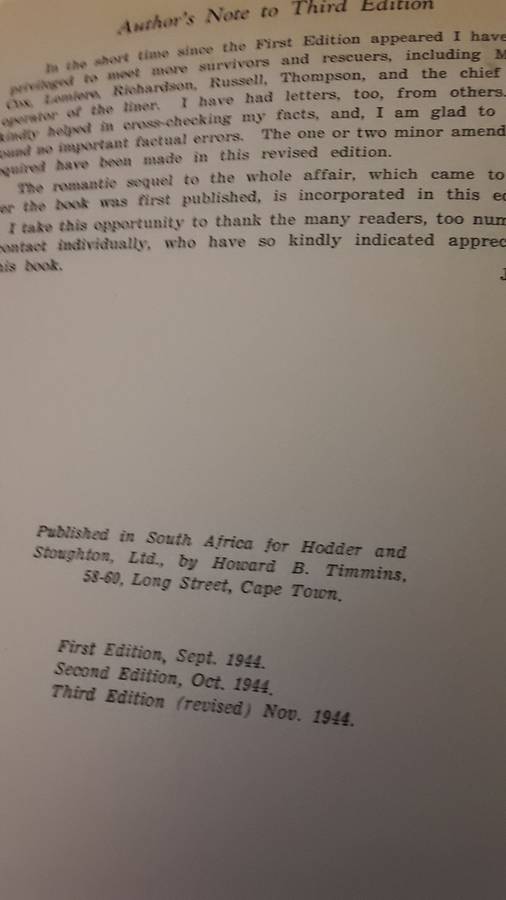 Author's Note to Third Edition
In the short time since the First Edition appeared I have
privileged to meet more survivors and rescuers, including M
Cox, Lomiere, Richardson, Russell, Thompson, and the chief
operator of the liner. I have had letters, too, from others.
kindly helped in cross-checking my facts, and, I am glad to
ound no important factual errors. The one or two minor amend
equired have been made in this revised edition.
The romantic sequel to the whole affair, which came to
er the book was first published, is incorporated in this e
I take this opportunity to thank the many readers, too num
contact individually, who have so kindly indicated apprec
his book.
J
Published in South Africa for Hodder and
Stoughton, Ltd., by Howard B. Timmins,
58-60, Long Street, Cape Town.
First Edition, Sept. 1944.
Second Edition, Oct. 1944.
Third Edition (revised) Nov. 1944.